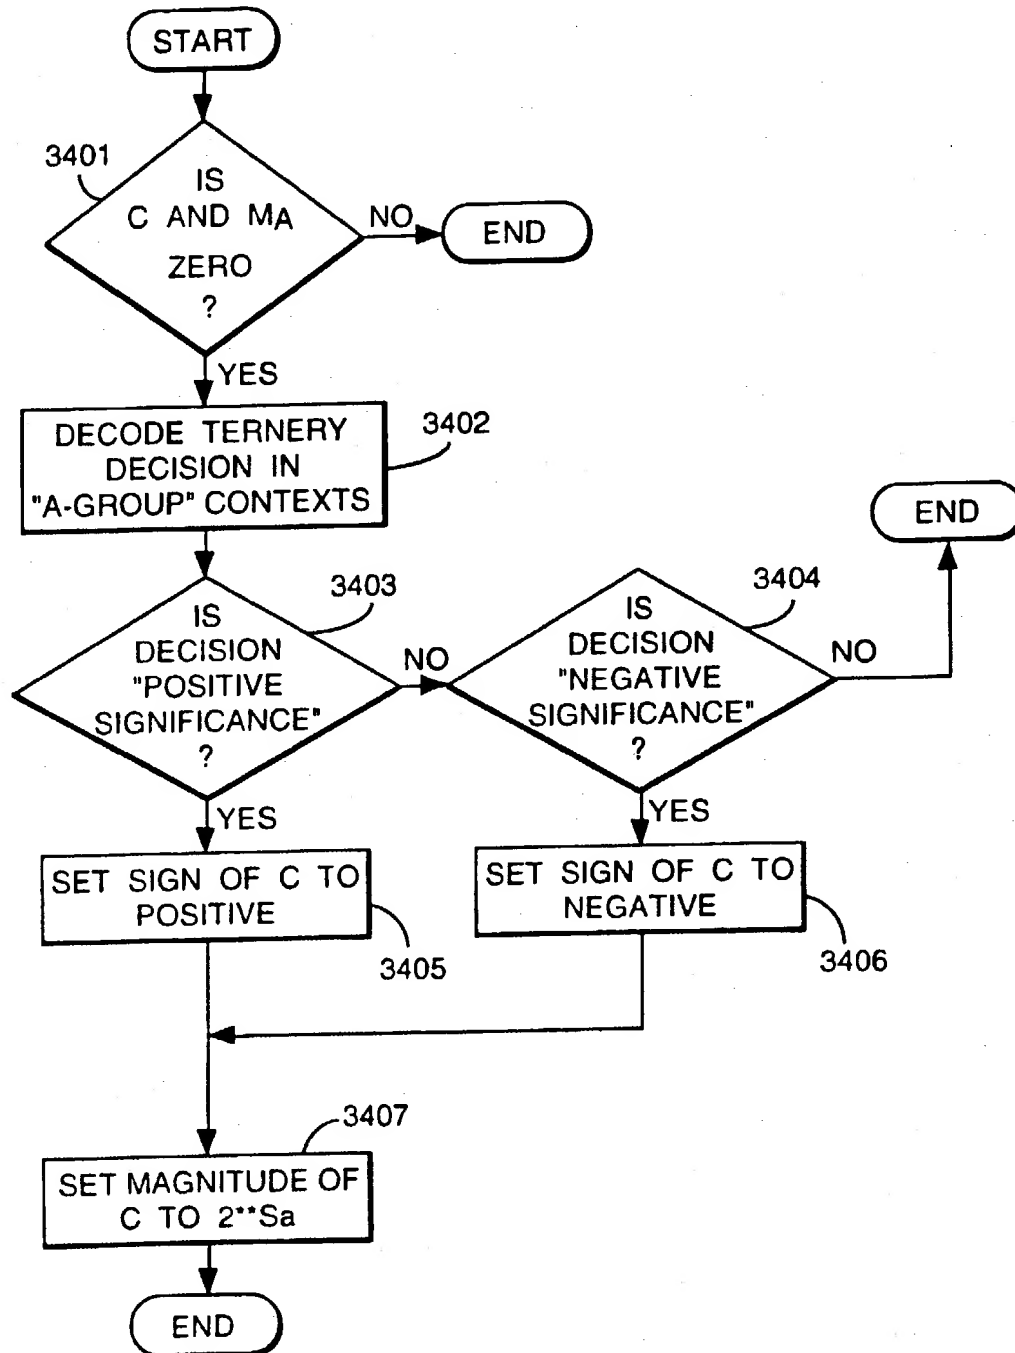 START
3401
IS
C AND MA
ZERO
?
NO
END
YES
DECODE TERNERY
DECISION IN
"A-GROUP" CONTEXTS
3402
END
IS
DECISION
"POSITIVE
SIGNIFICANCE"
?
3403
NO
IS
DECISION
"NEGATIVE
SIGNIFICANCE"
?
3404
NO
YES
YES
SET SIGN OF C TO
POSITIVE
3405
SET SIGN OF C TO
NEGATIVE
3406
3407
SET MAGNITUDE OF
C TO 2**Sa
END